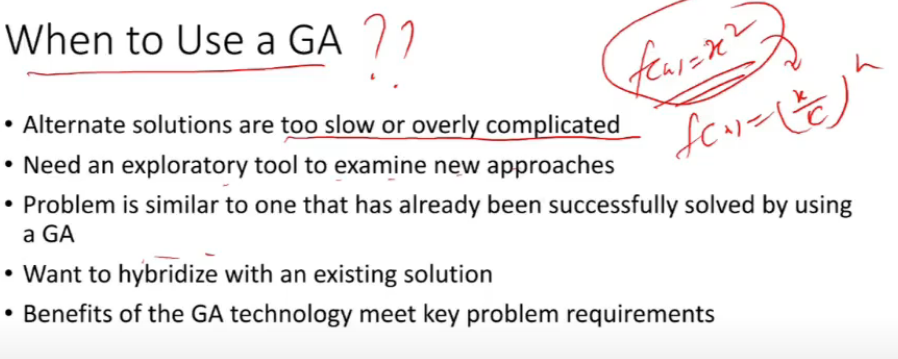 When to Use a GA ??
f(x)=x²
f(x)=(x/c)ⁿ
• Alternate solutions are too slow or overly complicated
• Need an exploratory tool to examine new approaches
• Problem is similar to one that has already been successfully solved by using
a GA
• Want to hybridize with an existing solution
• Benefits of the GA technology meet key problem requirements